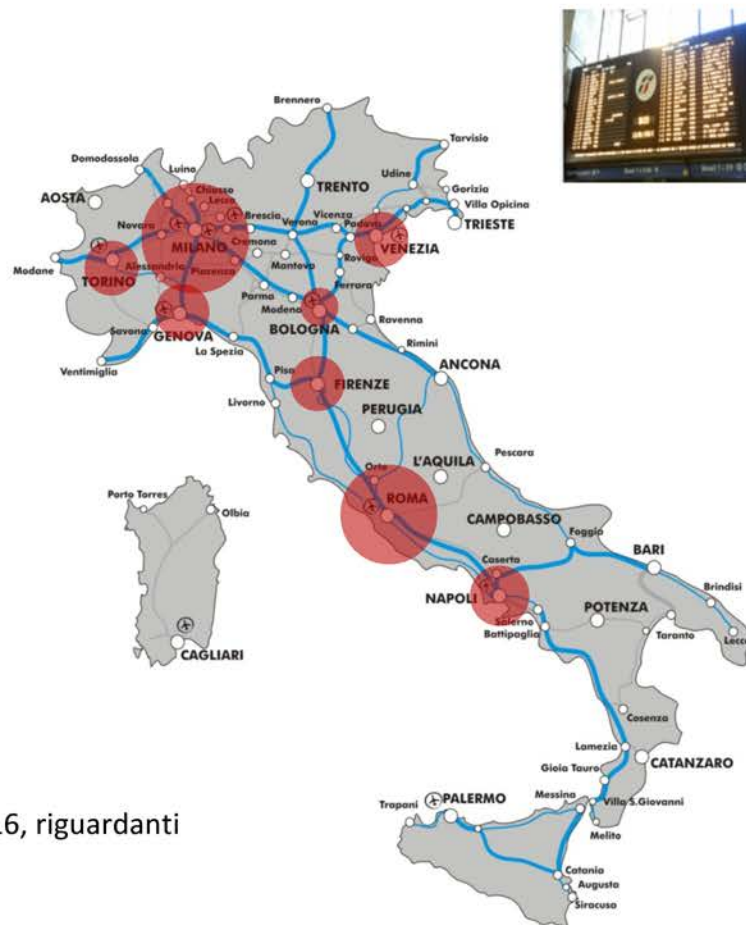 Brennero
Tarvisio
Domodossola
Luino
Chiasso
Lecco
AOSTA
TRENTO
Udine
Gorizia
Villa Opicina
TRIESTE
Novara
MILANO
Brescia
Verona
Vicenza
Padova
VENEZIA
Cremona
Mantova
Rovigo
Modane
TORINO
Alessandria
Piacenza
Parma
Modena
Ferrara
GENOVA
BOLOGNA
Ravenna
Savona
La Spezia
Rimini
Ventimiglia
Pisa
FIRENZE
ANCONA
Livorno
PERUGIA
Orte
L'AQUILA
Pescara
Porto Torres
Olbia
ROMA
CAMPOBASSO
Foggia
Caserta
BARI
NAPOLI
Salerno
Battipaglia
POTENZA
Brindisi
Taranto
Lecce
CAGLIARI
Cosenza
Lamezia
CATANZARO
Gioia Tauro
Trapani
PALERMO
Messina
Villa S.Giovanni
Melito
16, riguardanti
Catania
Augusta
Siracusa